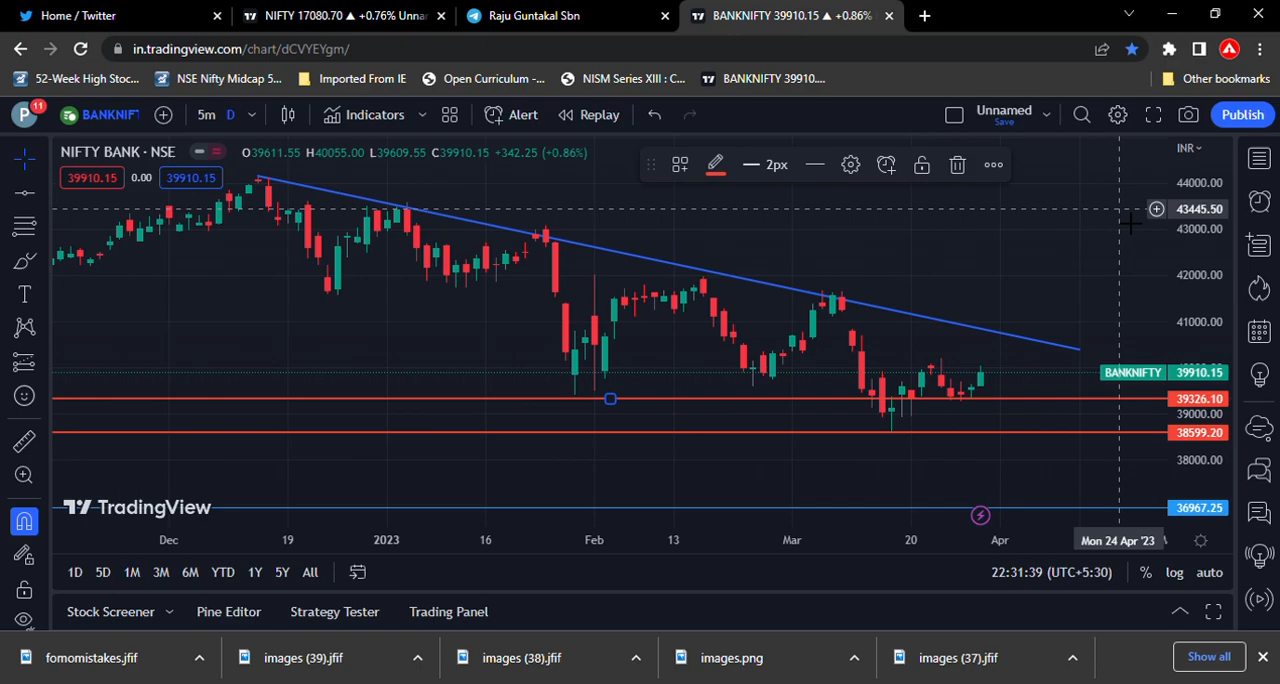 Home / Twitter
NIFTY 17080.70 ▲ +0.76% Unnar
Raju Guntakal Sbn
BANKNIFTY 39910.15 ▲ +0.86%
in.tradingview.com/chart/dCVYEYgm/
52-Week High Stoc...
NSE Nifty Midcap 5...
Imported From IE
Open Curriculum -...
NISM Series XIII : C...
BANKNIFTY 39910....
Other bookmarks
P 11
BANKNIF
5m D
Indicators
Alert
Replay
Unnamed
Save
Publish
NIFTY BANK · NSE
O39611.55 H40055.00 L39609.55 C39910.15 +342.25 (+0.86%)
39910.15 0.00 39910.15
2px
INR
44000.00
43445.50
43000.00
42000.00
41000.00
BANKNIFTY 39910.15
39326.10
39000.00
38599.20
38000.00
36967.25
TradingView
Dec 19 2023 16 Feb 13 Mar 20 Apr Mon 24 Apr '23
1D 5D 1M 3M 6M YTD 1Y 5Y All
22:31:39 (UTC+5:30) % log auto
Stock Screener Pine Editor Strategy Tester Trading Panel
fomomistakes.jfif
images (39).jfif
images (38).jfif
images.png
images (37).jfif
Show all